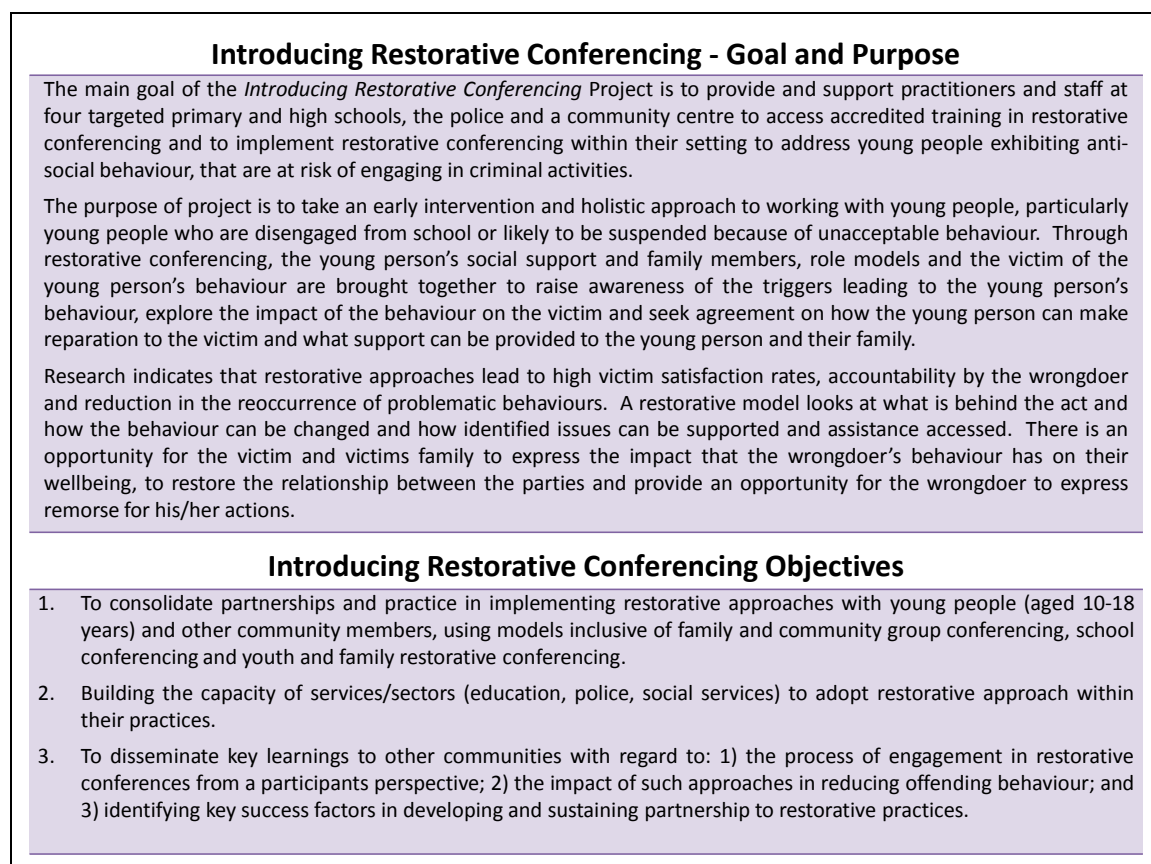 Introducing Restorative Conferencing - Goal and Purpose
The main goal of the Introducing Restorative Conferencing Project is to provide and support practitioners and staff at
four targeted primary and high schools, the police and a community centre to access accredited training in restorative
conferencing and to implement restorative conferencing within their setting to address young people exhibiting anti-
social behaviour, that are at risk of engaging in criminal activities.
The purpose of project is to take an early intervention and holistic approach to working with young people, particularly
young people who are disengaged from school or likely to be suspended because of unacceptable behaviour. Through
restorative conferencing, the young person's social support and family members, role models and the victim of the
young person's behaviour are brought together to raise awareness of the triggers leading to the young person's
behaviour, explore the impact of the behaviour on the victim and seek agreement on how the young person can make
reparation to the victim and what support can be provided to the young person and their family.
Research indicates that restorative approaches lead to high victim satisfaction rates, accountability by the wrongdoer
and reduction in the reoccurrence of problematic behaviours. A restorative model looks at what is behind the act and
how the behaviour can be changed and how identified issues can be supported and assistance accessed. There is an
opportunity for the victim and victims family to express the impact that the wrongdoer's behaviour has on their
wellbeing, to restore the relationship between the parties and provide an opportunity for the wrongdoer to express
remorse for his/her actions.
Introducing Restorative Conferencing Objectives
1. To consolidate partnerships and practice in implementing restorative approaches with young people (aged 10-18
years) and other community members, using models inclusive of family and community group conferencing, school
conferencing and youth and family restorative conferencing.
2. Building the capacity of services/sectors (education, police, social services) to adopt restorative approach within
their practices.
3. To disseminate key learnings to other communities with regard to: 1) the process of engagement in restorative
conferences from a participants perspective; 2) the impact of such approaches in reducing offending behaviour; and
3) identifying key success factors in developing and sustaining partnership to restorative practices.